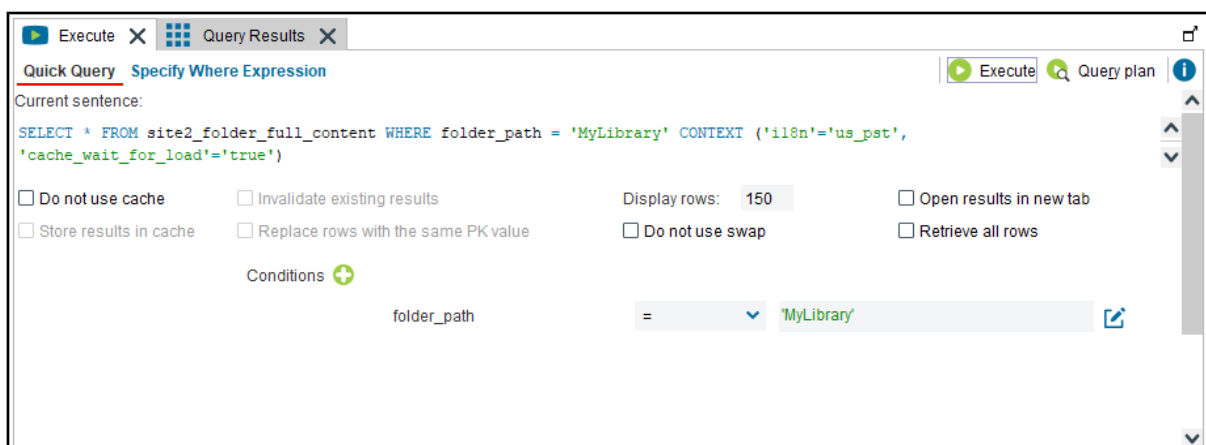 Execute Query Results
Quick Query Specify Where Expression Execute Query plan
Current sentence:
SELECT * FROM site2_folder_full_content WHERE folder_path = 'MyLibrary' CONTEXT ('i18n'='us_pst',
'cache_wait_for_load'='true')
Do not use cache Invalidate existing results Display rows: 150 Open results in new tab
Store results in cache Replace rows with the same PK value Do not use swap Retrieve all rows
Conditions
folder_path = 'MyLibrary'